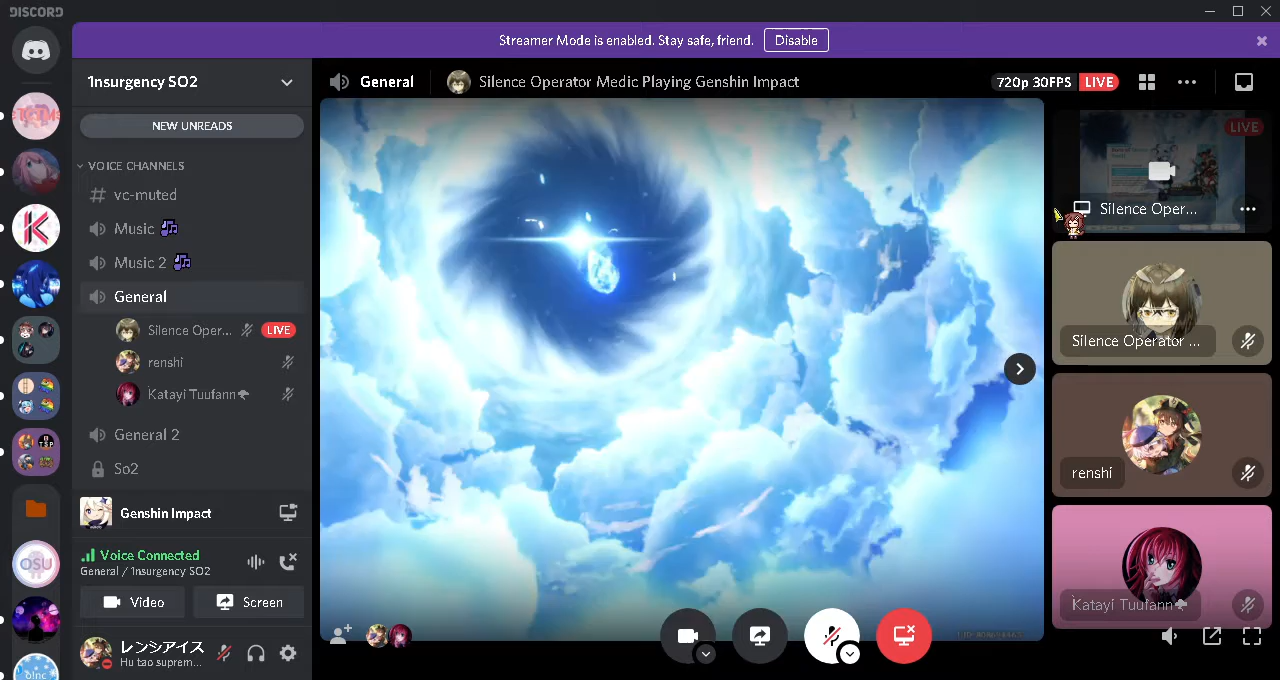 DISCORD
Streamer Mode is enabled. Stay safe, friend.
Disable
1nsurgency SO2
General
Silence Operator Medic Playing Genshin Impact
720p 30FPS
LIVE
NEW UNREADS
VOICE CHANNELS
vc-muted
Music
Music 2
General
Silence Oper...
LIVE
renshi
Katayi Tuufann
General 2
So2
Genshin Impact
Voice Connected
General / 1nsurgency SO2
Video
Screen
レンシアイス
Hu tao suprem...
LIVE
Silence Oper...
Silence Operator ...
renshi
Katayi Tuufann
OSU